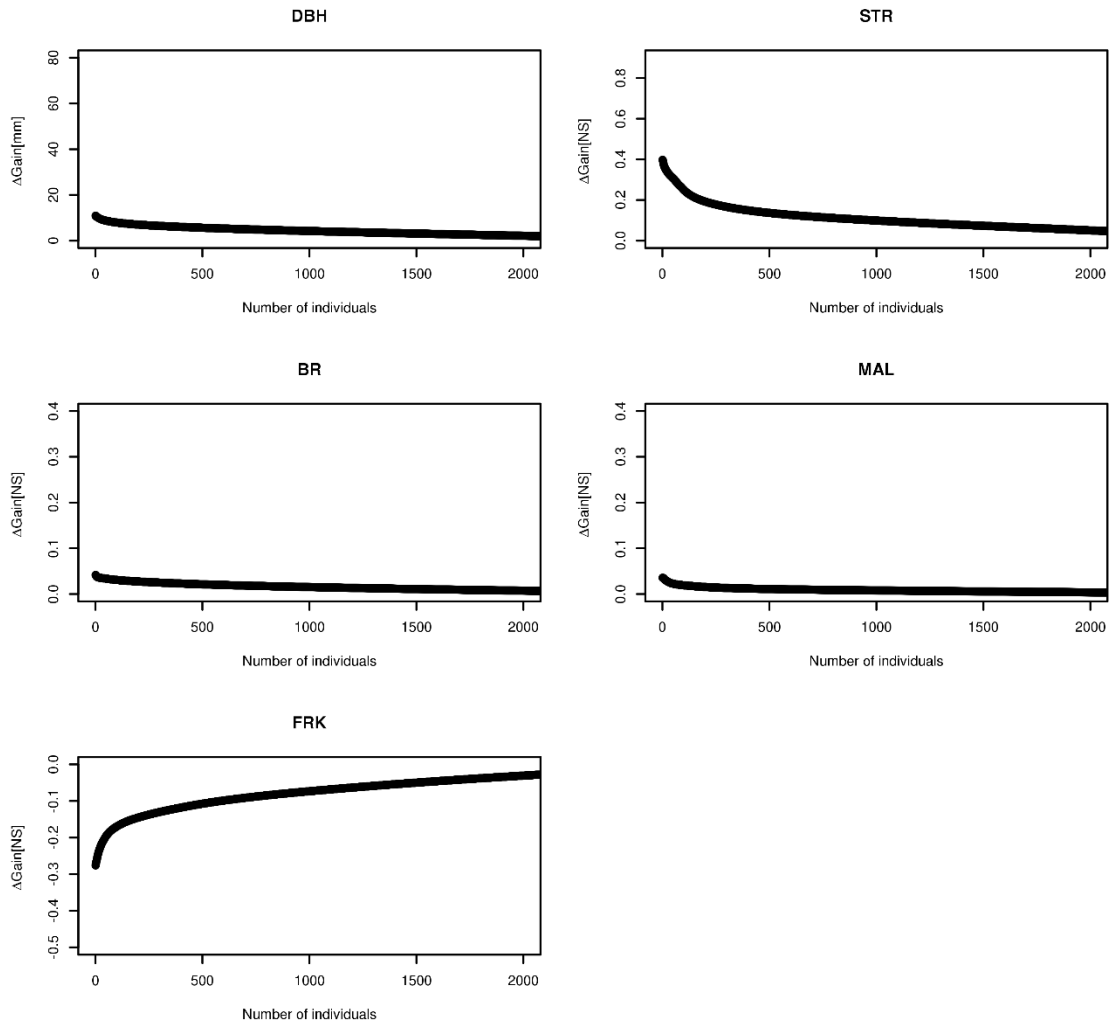 DBH
ΔGain[mm]
80
60
40
20
0
0 500 1000 1500 2000
Number of individuals
STR
ΔGain[NS]
0.8
0.6
0.4
0.2
0.0
0 500 1000 1500 2000
Number of individuals
BR
ΔGain[NS]
0.4
0.3
0.2
0.1
0.0
0 500 1000 1500 2000
Number of individuals
MAL
ΔGain[NS]
0.4
0.3
0.2
0.1
0.0
0 500 1000 1500 2000
Number of individuals
FRK
ΔGain[NS]
0.0
-0.1
-0.2
-0.3
-0.4
-0.5
0 500 1000 1500 2000
Number of individuals